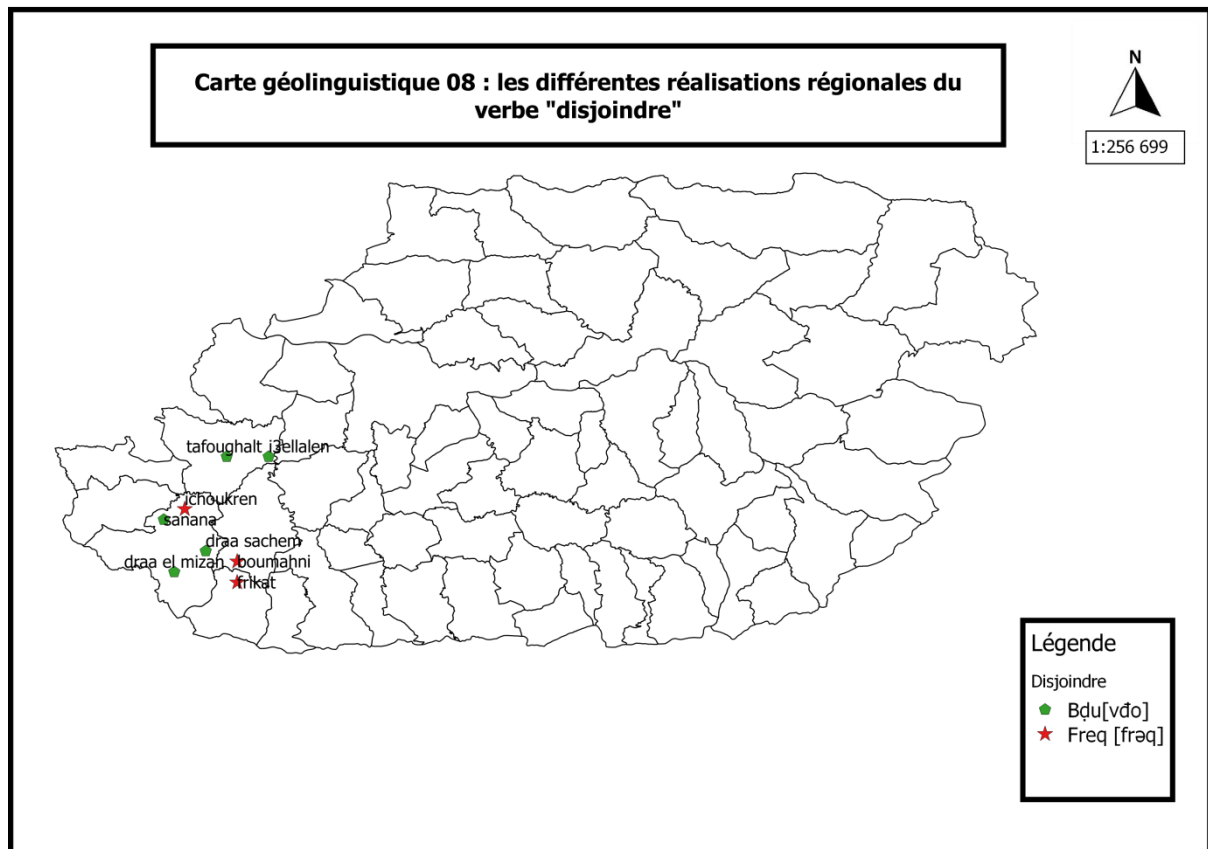 Carte géolinguistique 08 : les différentes réalisations régionales du
verbe "disjoindre"
N
1:256 699
tafoughalt i3ellalen
ichoukren
sanana
draa sachem
draa el mizan boumahni
frikat
Légende
Disjoindre
Bḍu[vđo]
Freq [frəq]